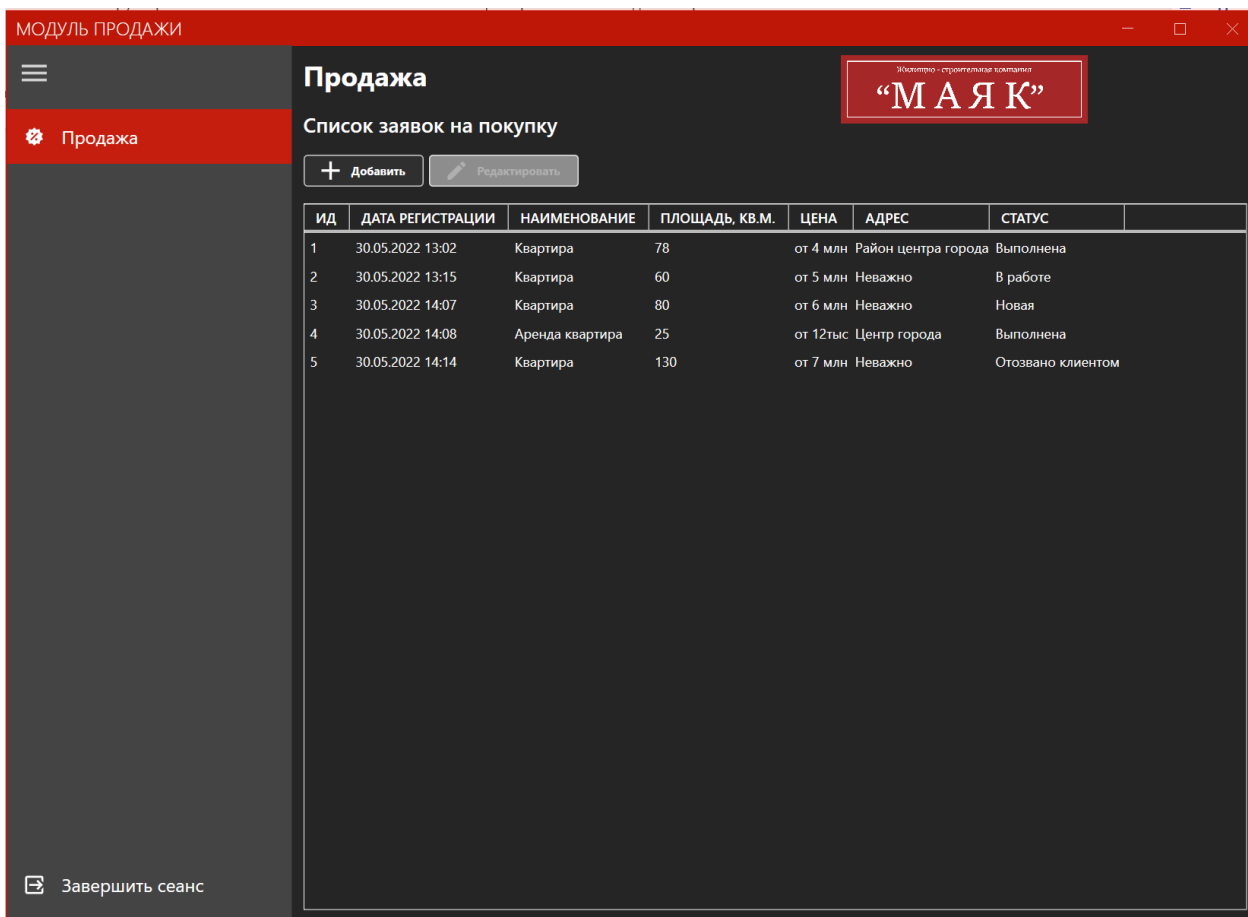 МОДУЛЬ ПРОДАЖИ
Продажа
Жилищно - строительная компания
“МАЯК”
Продажа
Список заявок на покупку
Добавить Редактировать
ИД ДАТА РЕГИСТРАЦИИ НАИМЕНОВАНИЕ ПЛОЩАДЬ, КВ.М. ЦЕНА АДРЕС СТАТУС
1 30.05.2022 13:02 Квартира 78 от 4 млн Район центра города Выполнена
2 30.05.2022 13:15 Квартира 60 от 5 млн Неважно В работе
3 30.05.2022 14:07 Квартира 80 от 6 млн Неважно Новая
4 30.05.2022 14:08 Аренда квартира 25 от 12тыс Центр города Выполнена
5 30.05.2022 14:14 Квартира 130 от 7 млн Неважно Отозвано клиентом
Завершить сеанс